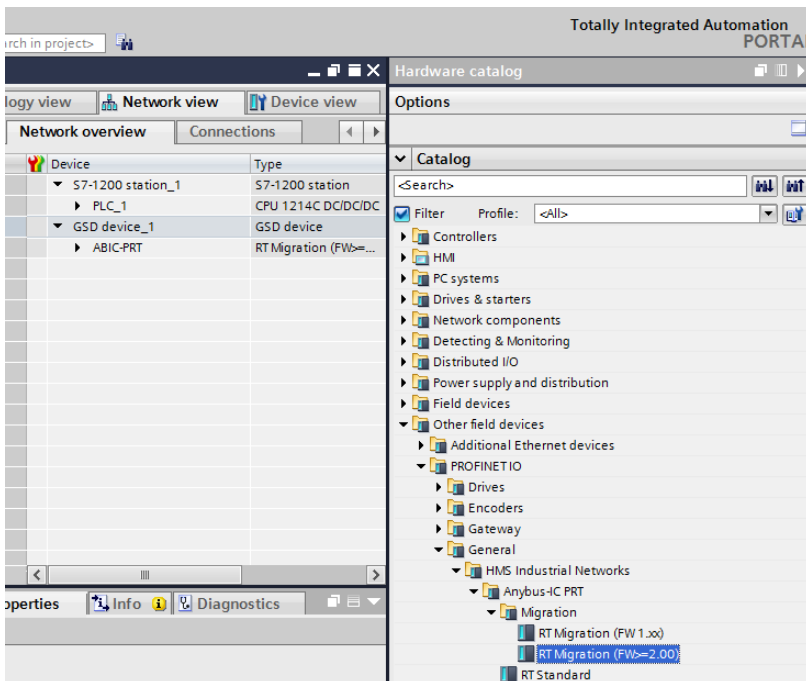 Totally Integrated Automation
PORTAL
arch in project>
Hardware catalog
logy view
Network view
Device view
Options
Network overview
Connections
Device
Type
S7-1200 station_1
S7-1200 station
PLC_1
CPU 1214C DC/DC/DC
GSD device_1
GSD device
ABIC-PRT
RT Migration (FW>=...
Catalog
<Search>
Filter
Profile:
<All>
Controllers
HMI
PC systems
Drives & starters
Network components
Detecting & Monitoring
Distributed I/O
Power supply and distribution
Field devices
Other field devices
Additional Ethernet devices
PROFINET IO
Drives
Encoders
Gateway
General
HMS Industrial Networks
Anybus-IC PRT
Migration
RT Migration (FW 1.xx)
RT Migration (FW>=2.00)
RT Standard
operties
Info
Diagnostics